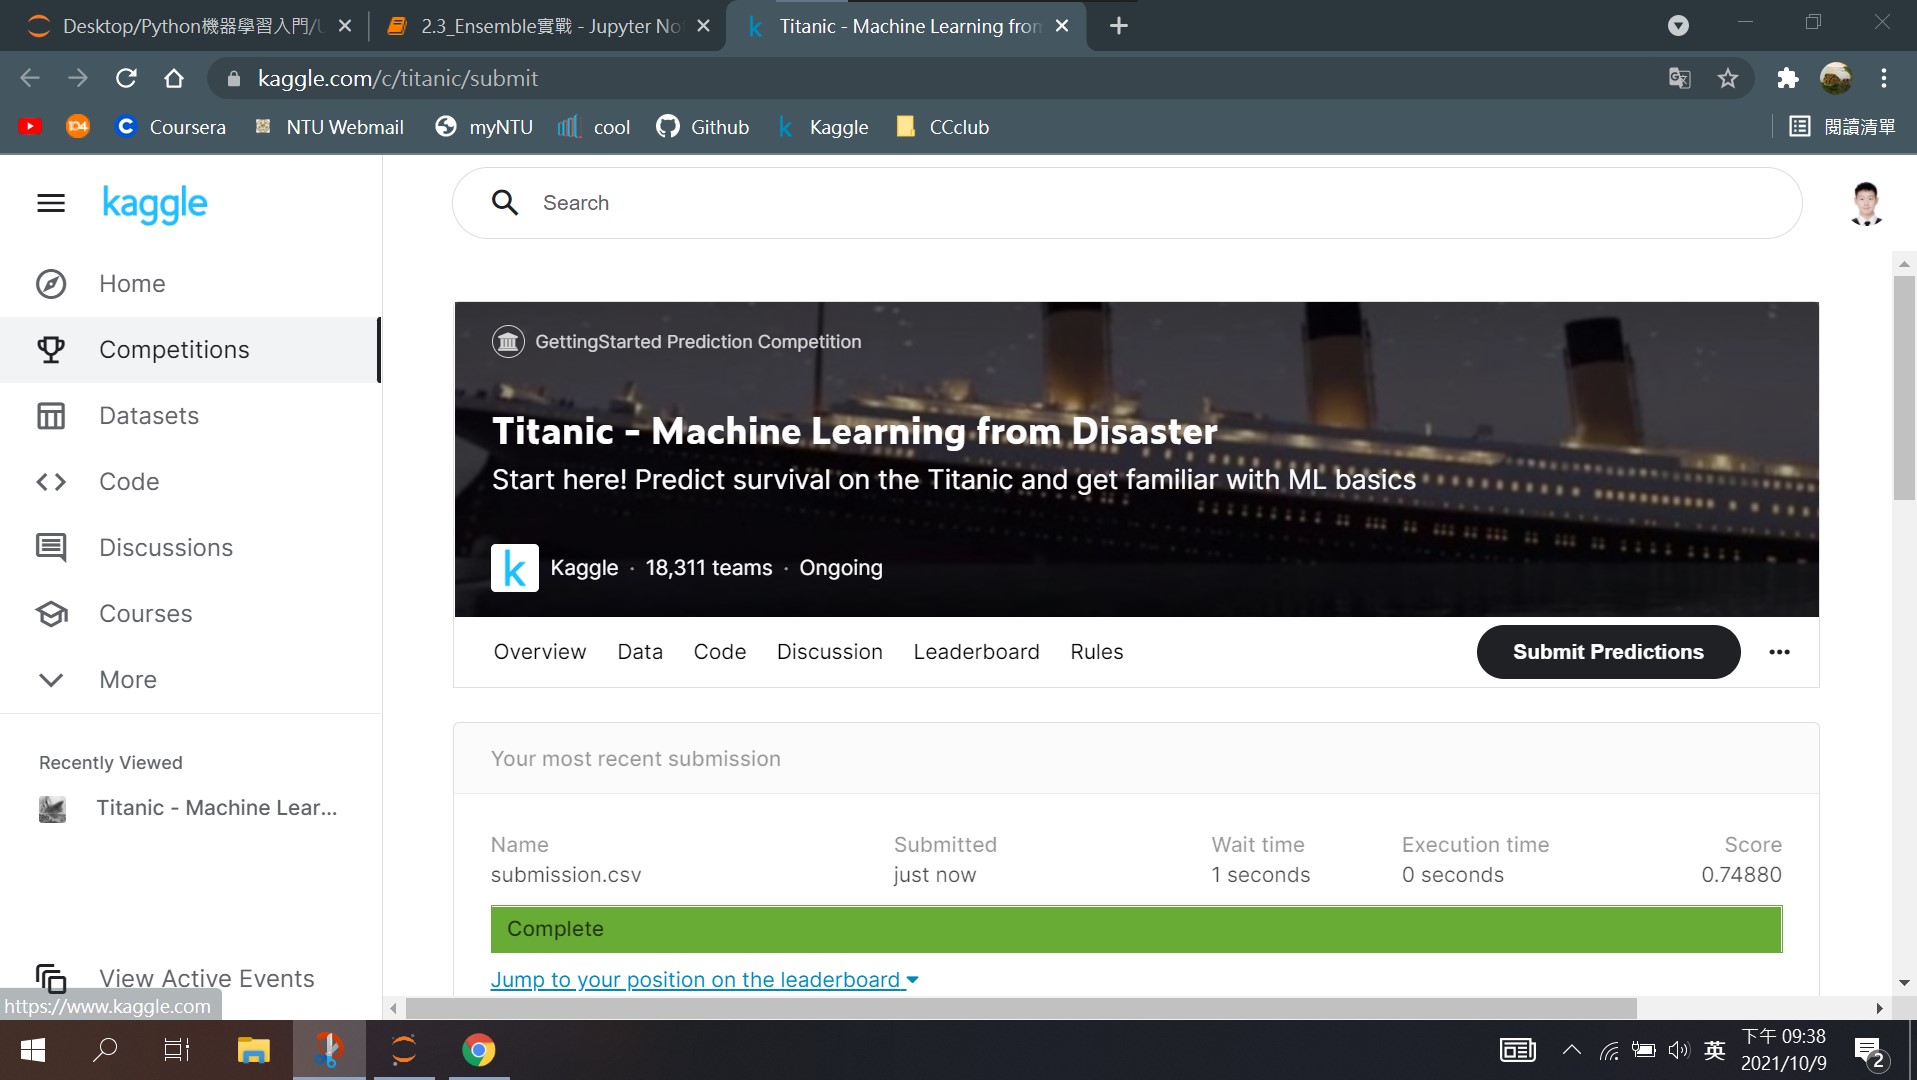 Desktop/Python機器學習入門/
2.3_Ensemble實戰 - Jupyter No
Titanic - Machine Learning from
kaggle.com/c/titanic/submit
104
Coursera
NTU Webmail
myNTU
cool
Github
k
Kaggle
CCclub
閱讀清單
kaggle
Search
Home
GettingStarted Prediction Competition
Competitions
Datasets
Titanic - Machine Learning from Disaster
Start here! Predict survival on the Titanic and get familiar with ML basics
Code
Discussions
k
Kaggle · 18,311 teams · Ongoing
Courses
Overview
Data
Code
Discussion
Leaderboard
Rules
Submit Predictions
More
Recently Viewed
Titanic - Machine Lear...
Your most recent submission
Name
Submitted
Wait time
Execution time
Score
submission.csv
just now
1 seconds
0 seconds
0.74880
Complete
Jump to your position on the leaderboard
View Active Events
https://www.kaggle.com
英
下午 09:38
2021/10/9
2